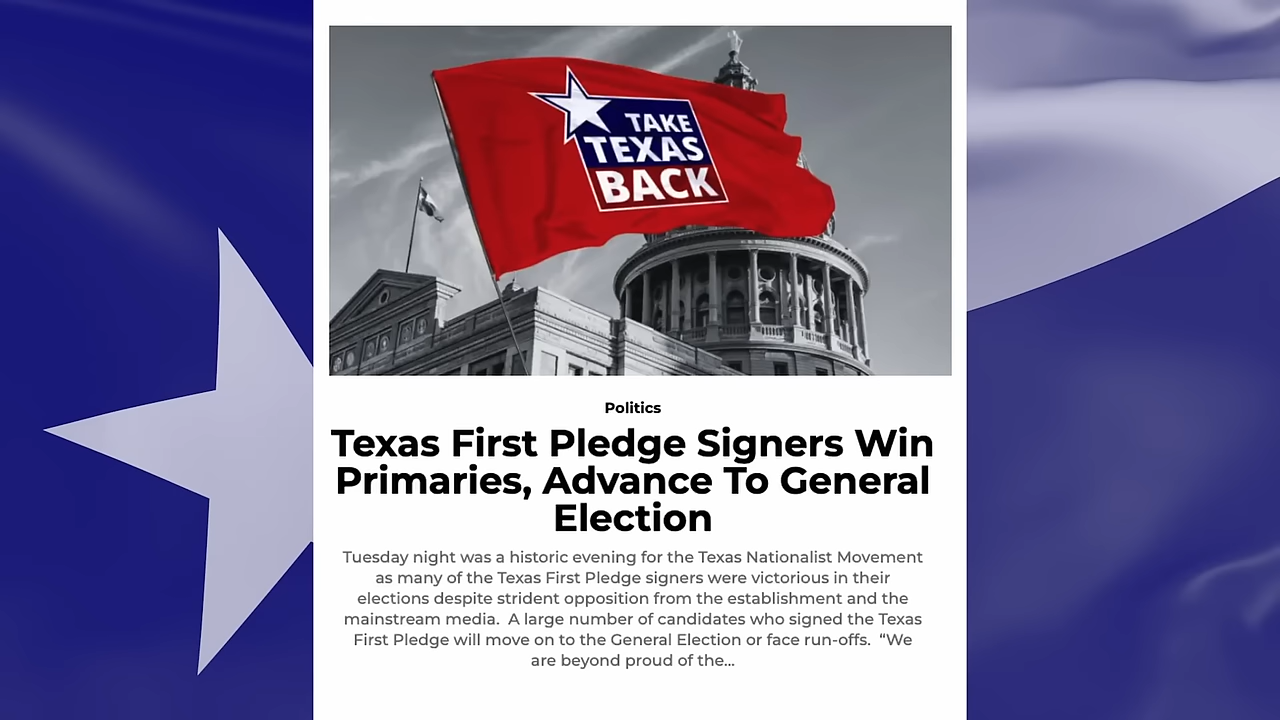 TAKE
TEXAS
BACK
Politics
Texas First Pledge Signers Win
Primaries, Advance To General
Election
Tuesday night was a historic evening for the Texas Nationalist Movement
as many of the Texas First Pledge signers were victorious in their
elections despite strident opposition from the establishment and the
mainstream media.  A large number of candidates who signed the Texas
First Pledge will move on to the General Election or face run-offs.  “We
are beyond proud of the...